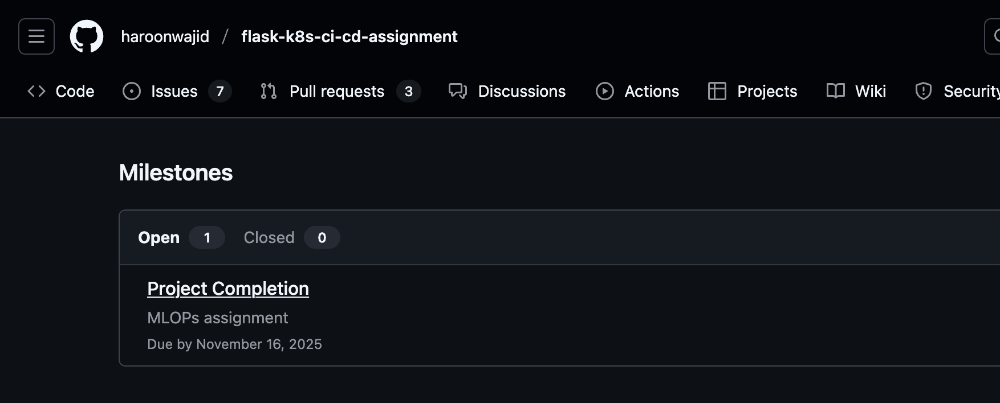 haroonwajid / flask-k8s-ci-cd-assignment
Code Issues 7 Pull requests 3 Discussions Actions Projects Wiki Security
Milestones
Open 1 Closed 0
Project Completion
MLOPs assignment
Due by November 16, 2025